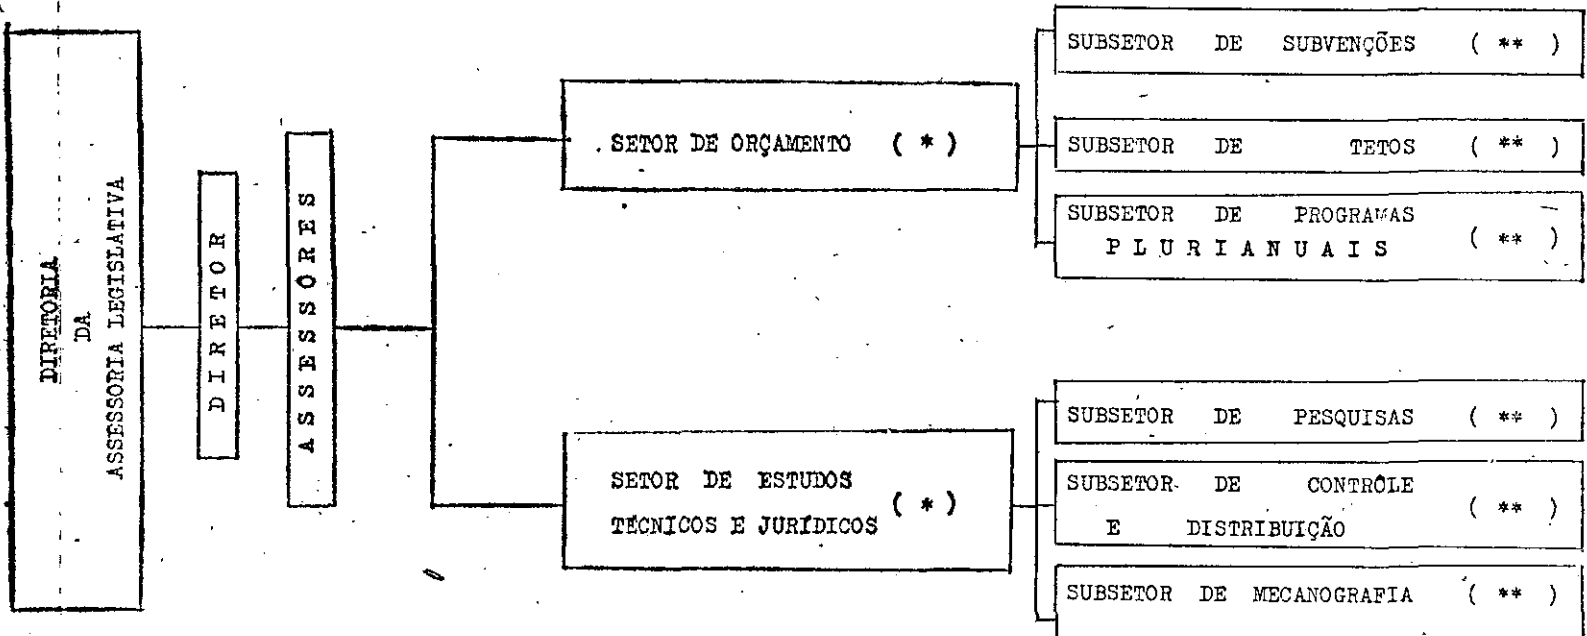 DIRETORIA
DA
ASSESSORIA LEGISLATIVA
DIRETOR
ASSESSÔRES
SETOR DE ORÇAMENTO ( * )
SUBSETOR DE SUBVENÇÕES ( ** )
SUBSETOR DE TETOS ( ** )
SUBSETOR DE PROGRAMAS
PLURIANUAIS ( ** )
SETOR DE ESTUDOS
TÉCNICOS E JURÍDICOS ( * )
SUBSETOR DE PESQUISAS ( ** )
SUBSETOR DE CONTRÔLE
E DISTRIBUIÇÃO ( ** )
SUBSETOR DE MECANOGRAFIA ( ** )